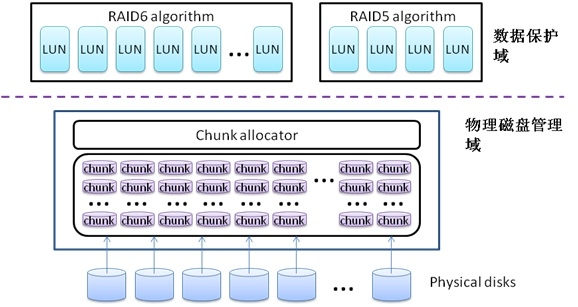 RAID6 algorithm
LUN LUN LUN LUN LUN ••• LUN
RAID5 algorithm
LUN LUN LUN LUN
数据保护
域
物理磁盘管理
域
Chunk allocator
chunk chunk chunk chunk chunk chunk ••• chunk chunk
chunk chunk chunk chunk chunk chunk chunk chunk
••• ••• ••• •••
chunk chunk chunk chunk chunk chunk chunk chunk
••• Physical disks